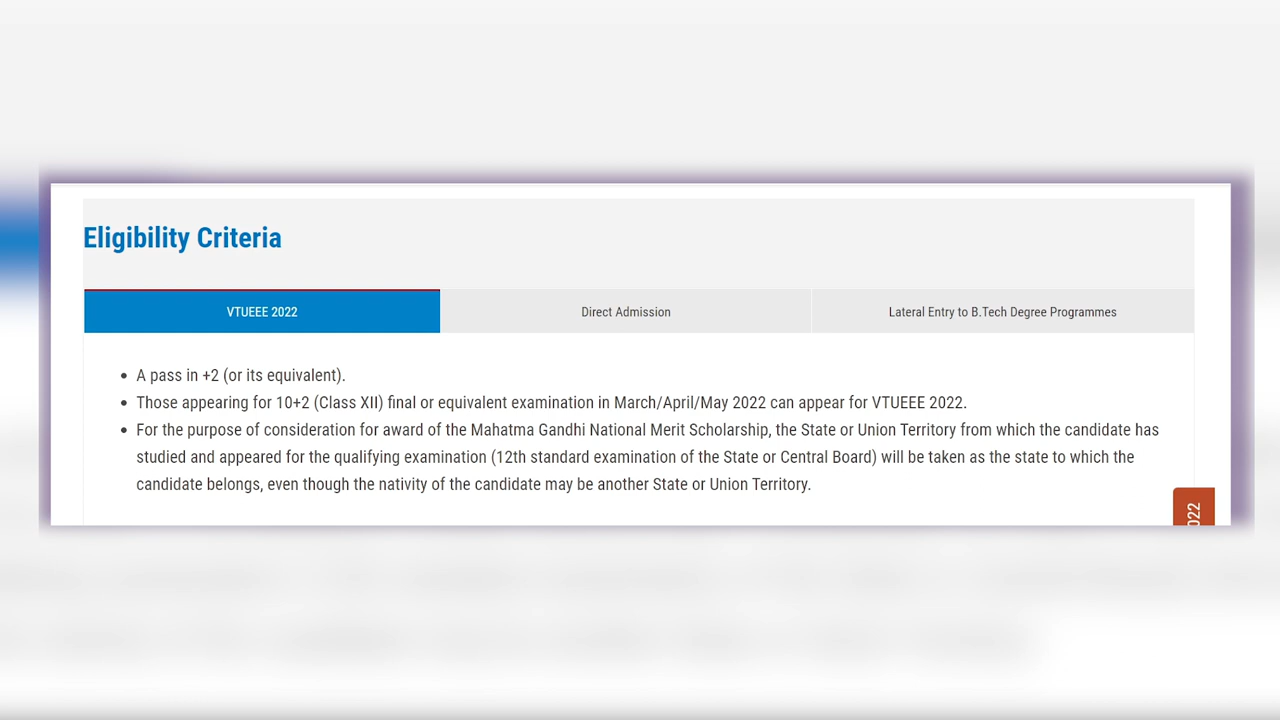 Eligibility Criteria
VTUEEE 2022
Direct Admission
Lateral Entry to B.Tech Degree Programmes
A pass in +2 (or its equivalent).
Those appearing for 10+2 (Class XII) final or equivalent examination in March/April/May 2022 can appear for VTUEEE 2022.
For the purpose of consideration for award of the Mahatma Gandhi National Merit Scholarship, the State or Union Territory from which the candidate has
studied and appeared for the qualifying examination (12th standard examination of the State or Central Board) will be taken as the state to which the
candidate belongs, even though the nativity of the candidate may be another State or Union Territory.